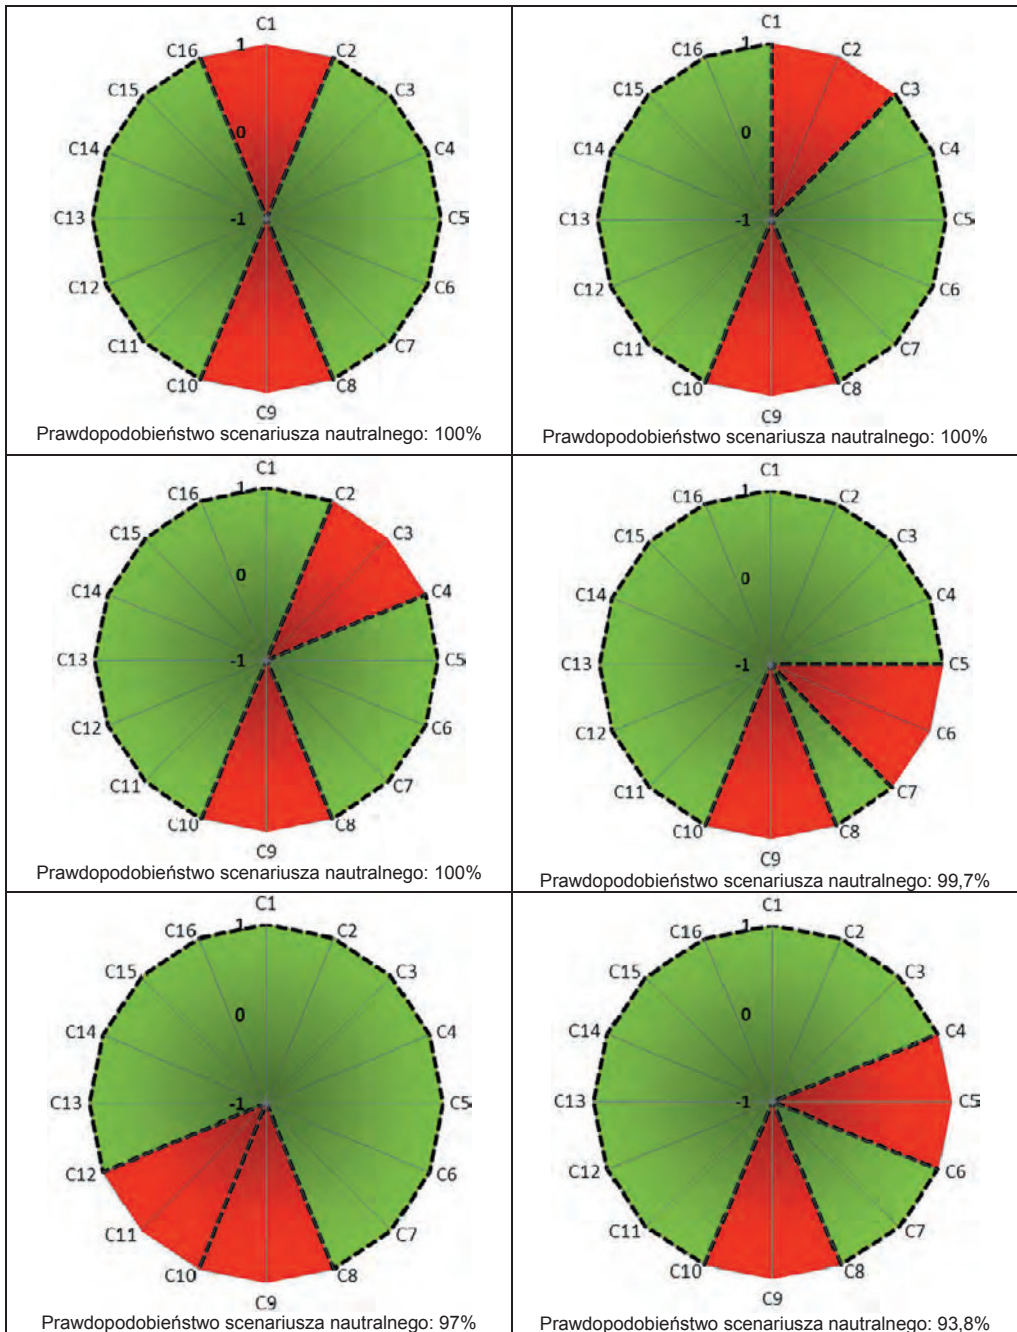 C1
1
C16
C2
C15
C3
0
C14
C4
C13
-1
C5
C12
C6
C11
C7
C10
C8
C9
Prawdopodobieństwo scenariusza nautralnego: 100%
C1
1
C16
C2
C15
C3
0
C14
C4
C13
-1
C5
C12
C6
C11
C7
C10
C8
C9
Prawdopodobieństwo scenariusza nautralnego: 100%
C1
1
C16
C2
C15
C3
0
C14
C4
C13
-1
C5
C12
C6
C11
C7
C10
C8
C9
Prawdopodobieństwo scenariusza nautralnego: 100%
C1
1
C16
C2
C15
C3
0
C14
C4
C13
-1
C5
C12
C6
C11
C7
C10
C8
C9
Prawdopodobieństwo scenariusza nautralnego: 99,7%
C1
1
C16
C2
C15
C3
0
C14
C4
C13
-1
C5
C12
C6
C11
C7
C10
C8
C9
Prawdopodobieństwo scenariusza nautralnego: 97%
C1
1
C16
C2
C15
C3
0
C14
C4
C13
-1
C5
C12
C6
C11
C7
C10
C8
C9
Prawdopodobieństwo scenariusza nautralnego: 93,8%